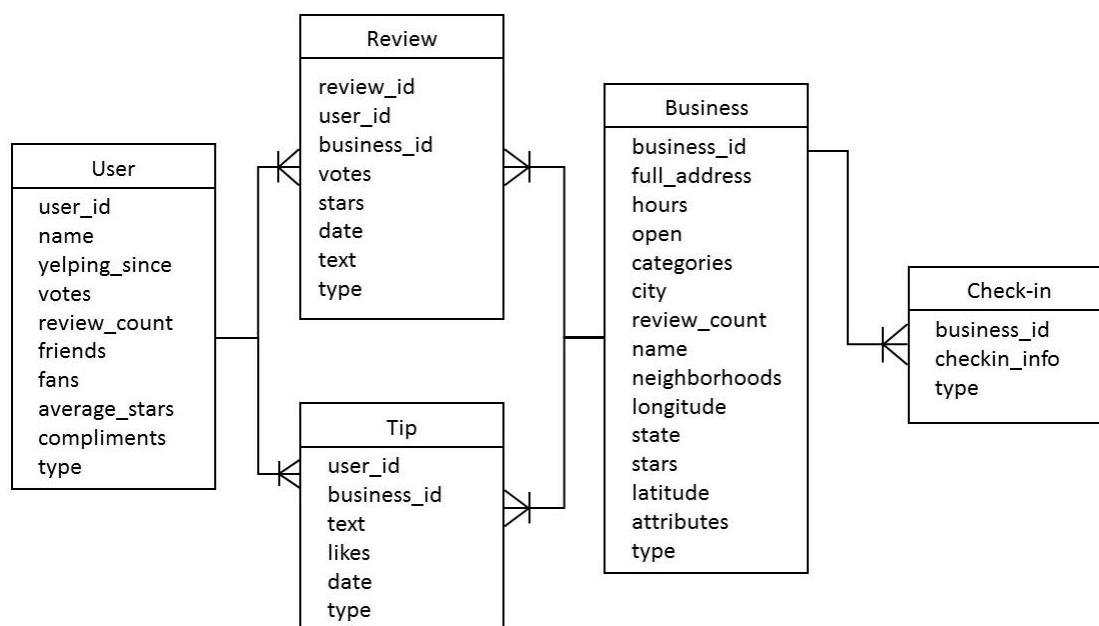 User
user_id
name
yelping_since
votes
review_count
friends
fans
average_stars
compliments
type
Review
review_id
user_id
business_id
votes
stars
date
text
type
Tip
user_id
business_id
text
likes
date
type
Business
business_id
full_address
hours
open
categories
city
review_count
name
neighborhoods
longitude
state
stars
latitude
attributes
type
Check-in
business_id
checkin_info
type